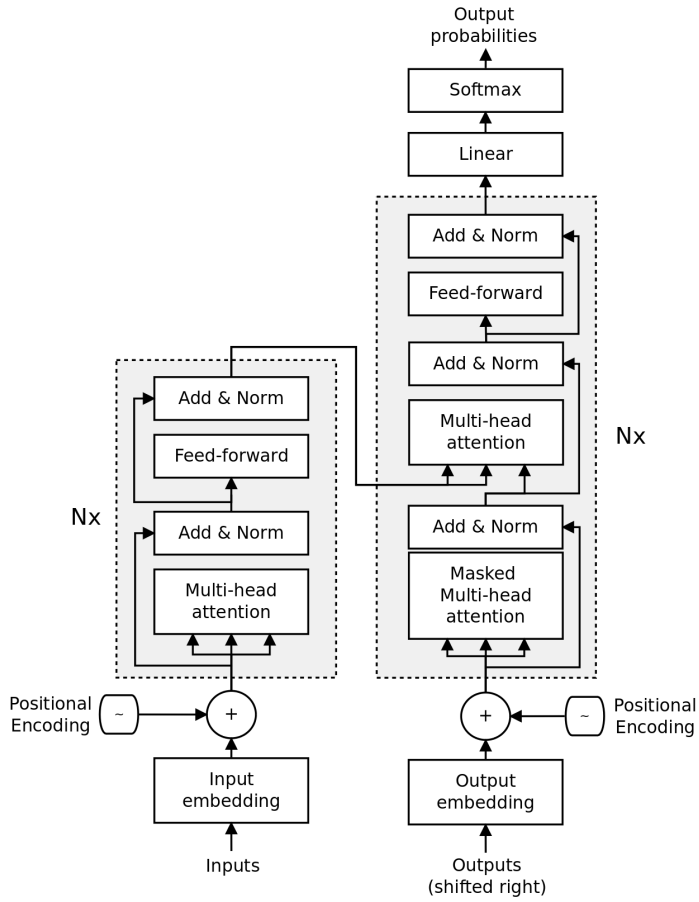 Output
probabilities
Softmax
Linear
Add & Norm
Feed-forward
Add & Norm
Multi-head
attention
Nx
Add & Norm
Masked
Multi-head
attention
Add & Norm
Feed-forward
Nx
Add & Norm
Multi-head
attention
Positional
Encoding
~
+
+
~
Positional
Encoding
Input
embedding
Output
embedding
Inputs
Outputs
(shifted right)